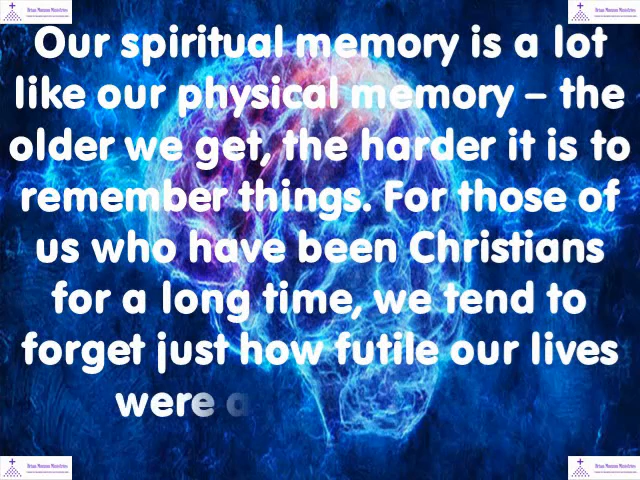 Our spiritual memory is a lot
like our physical memory – the
older we get, the harder it is to
remember things. For those of
us who have been Christians
for a long time, we tend to
forget just how futile our lives
were a